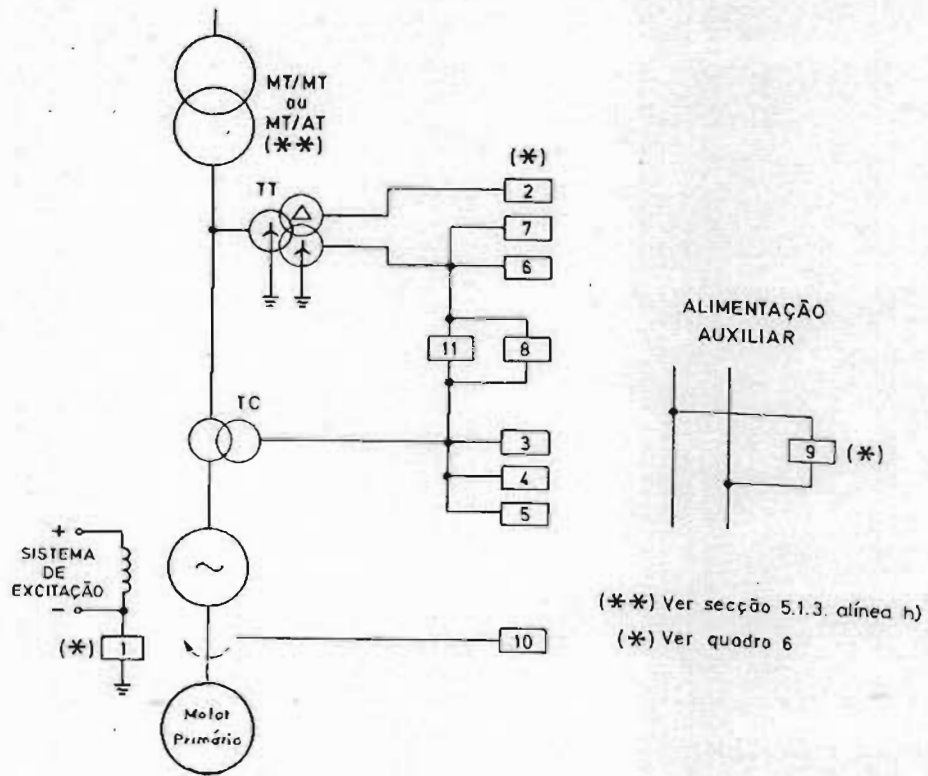 MT/MT
ou
MT/AT
(**)
TT
(*)
2
7
6
11
8
ALIMENTAÇÃO
AUXILIAR
TC
3
4
5
9 (*)
+
SISTEMA
DE
EXCITAÇÃO
−
(*) 1
~
10
(**) Ver secção 5.1.3. alínea h)
(*) Ver quadro 6
Motor
Primário